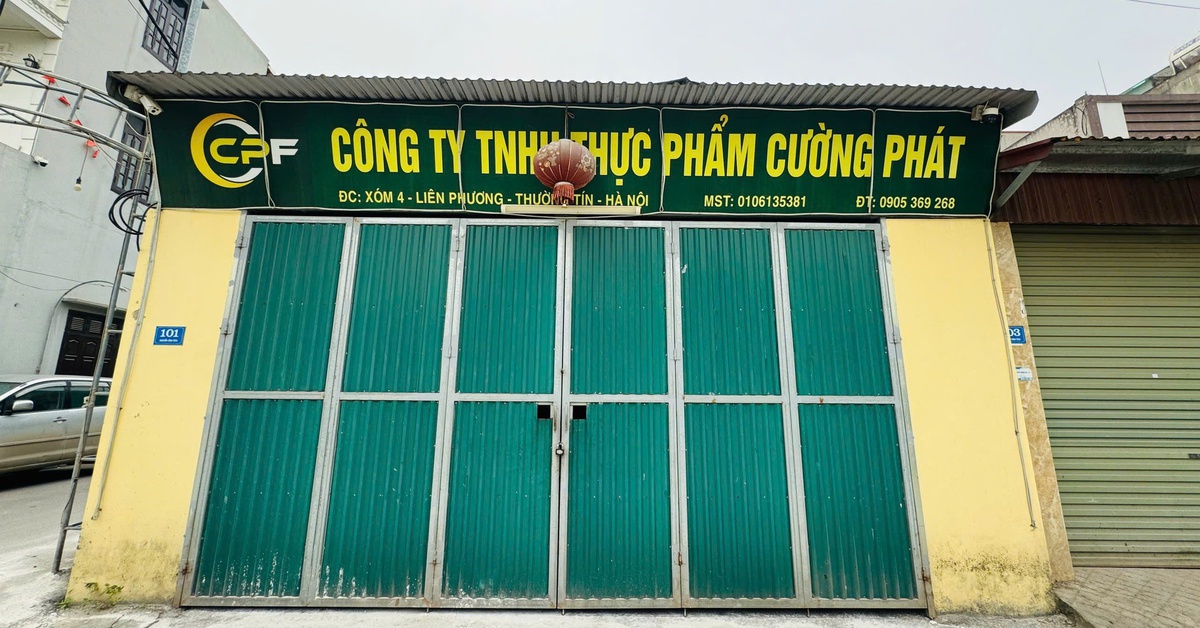 CPF
CÔNG TY TNHH THỰC PHẨM CƯỜNG PHÁT
ĐC: XÓM 4 - LIÊN PHƯƠNG - THƯỜNG TÍN - HÀ NỘI MST: 0106135381 ĐT: 0905 369 268
101
03